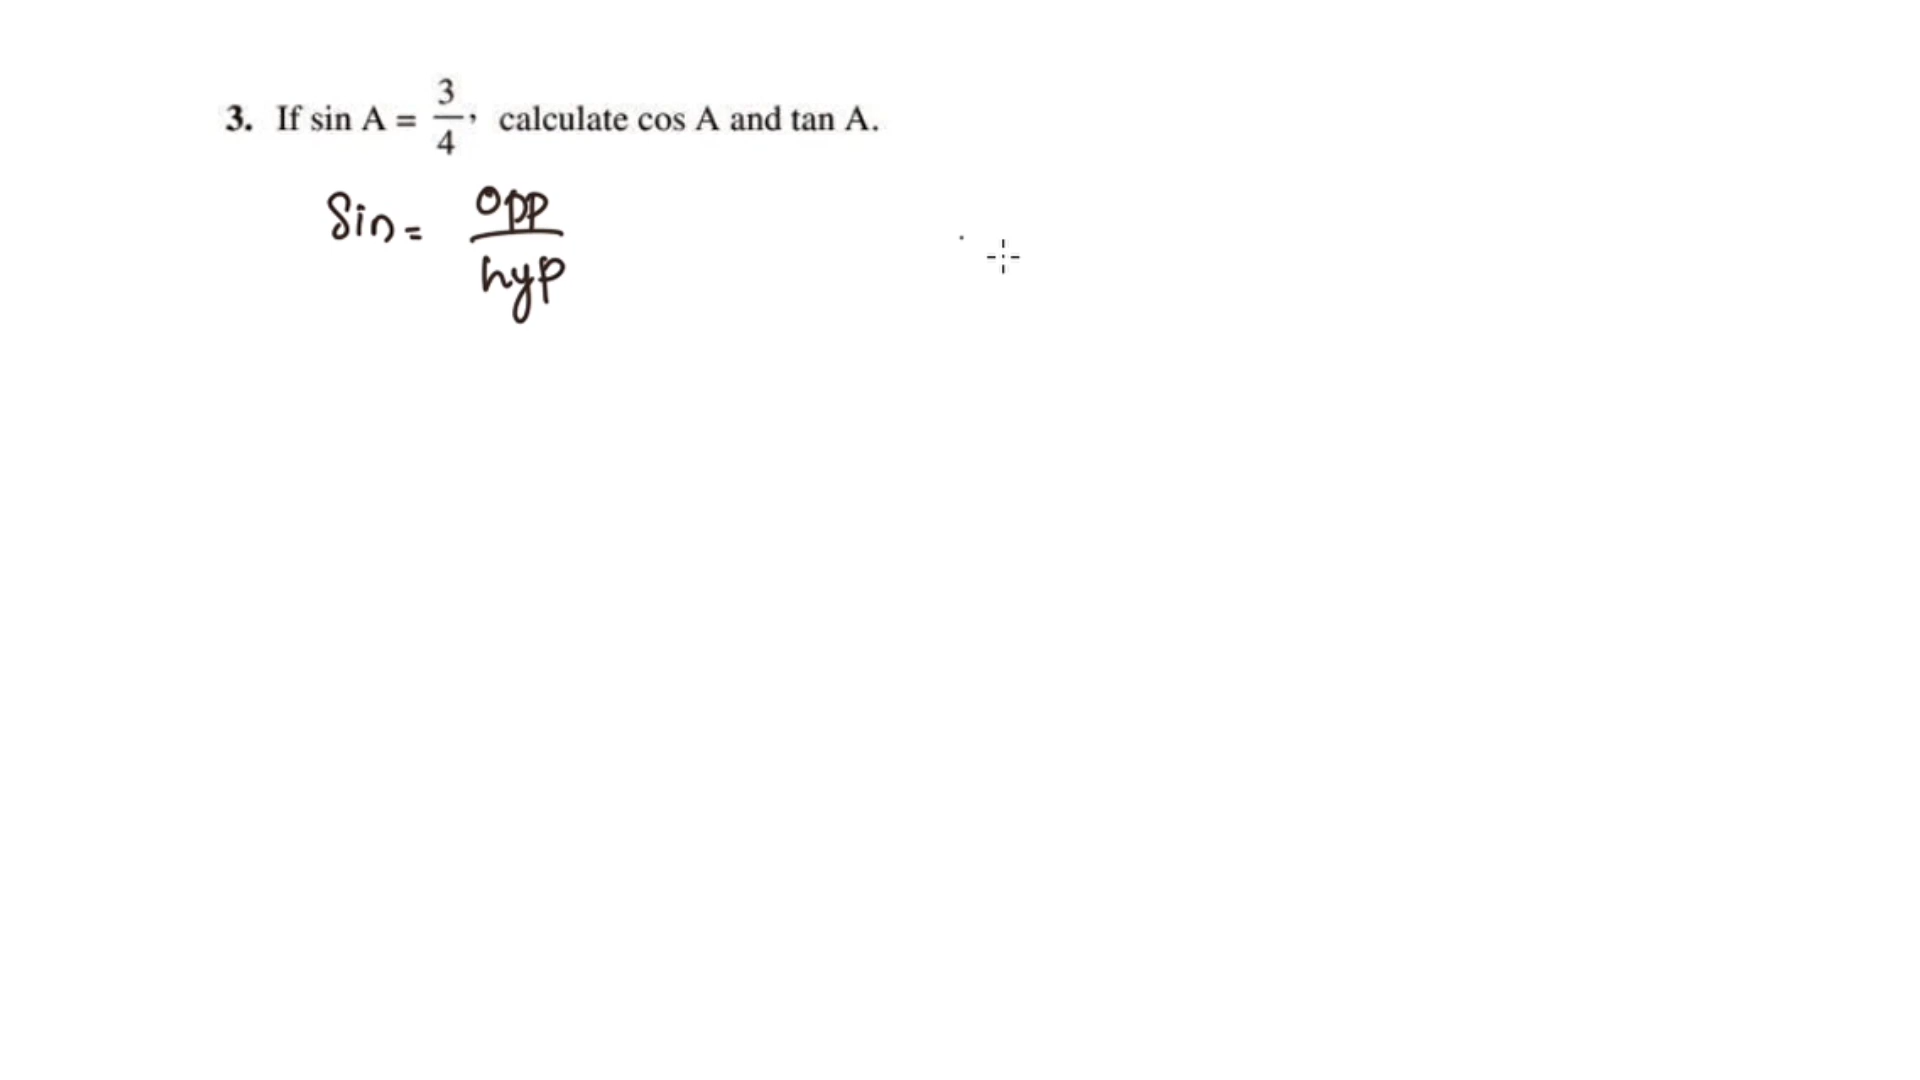 3. If sin A = 3/4, calculate cos A and tan A.
Sin = opp/hyp